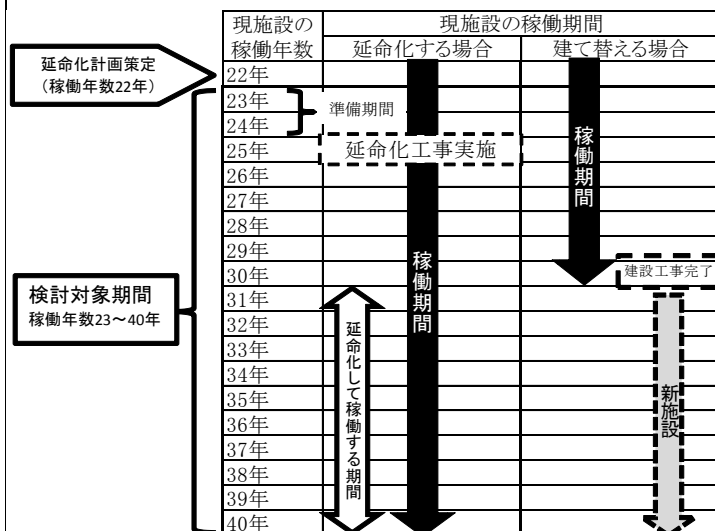 現施設の
稼働年数
現施設の稼働期間
延命化する場合
建て替える場合
延命化計画策定
（稼働年数22年）
22年
23年
24年
25年
26年
27年
28年
29年
30年
31年
32年
33年
34年
35年
36年
37年
38年
39年
40年
準備期間
延命化工事実施
稼働期間
稼働期間
建設工事完了
検討対象期間
稼働年数23～40年
延命化して稼働する期間
新施設